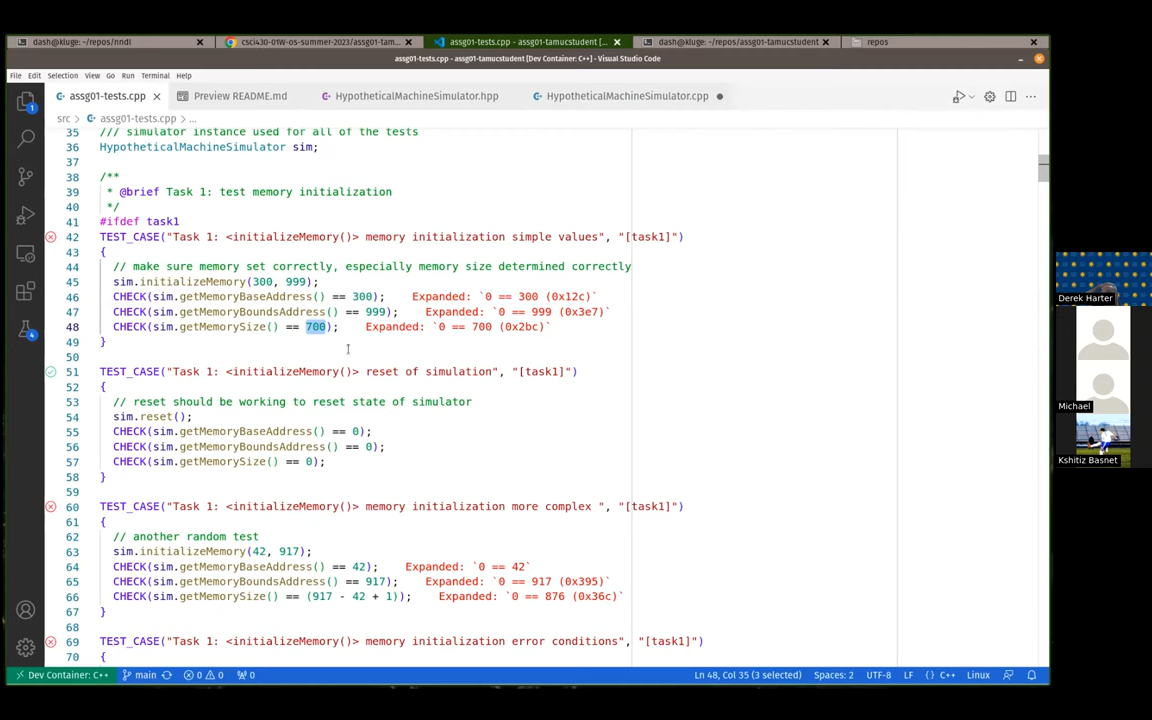 dash@kluge: ~/repos/nndl
csci430-01W-os-summer-2023/assg01-tam...
assg01-tests.cpp - assg01-tamucstudent [...
dash@kluge: ~/repos/assg01-tamucstudent
repos
assg01-tests.cpp - assg01-tamucstudent [Dev Container: C++] - Visual Studio Code
File Edit Selection View Go Run Terminal Help
assg01-tests.cpp
Preview README.md
HypotheticalMachineSimulator.hpp
HypotheticalMachineSimulator.cpp
src > assg01-tests.cpp > ...
35 /// simulator instance used for all of the tests
36 HypotheticalMachineSimulator sim;
37
38 /**
39 * @brief Task 1: test memory initialization
40 */
41 #ifdef task1
42 TEST_CASE("Task 1: <initializeMemory()> memory initialization simple values", "[task1]")
43 {
44 // make sure memory set correctly, especially memory size determined correctly
45 sim.initializeMemory(300, 999);
46 CHECK(sim.getMemoryBaseAddress() == 300); Expanded: `0 == 300 (0x12c)`
47 CHECK(sim.getMemoryBoundsAddress() == 999); Expanded: `0 == 999 (0x3e7)`
48 CHECK(sim.getMemorySize() == 700); Expanded: `0 == 700 (0x2bc)`
49 }
50
51 TEST_CASE("Task 1: <initializeMemory()> reset of simulation", "[task1]")
52 {
53 // reset should be working to reset state of simulator
54 sim.reset();
55 CHECK(sim.getMemoryBaseAddress() == 0);
56 CHECK(sim.getMemoryBoundsAddress() == 0);
57 CHECK(sim.getMemorySize() == 0);
58 }
59
60 TEST_CASE("Task 1: <initializeMemory()> memory initialization more complex ", "[task1]")
61 {
62 // another random test
63 sim.initializeMemory(42, 917);
64 CHECK(sim.getMemoryBaseAddress() == 42); Expanded: `0 == 42`
65 CHECK(sim.getMemoryBoundsAddress() == 917); Expanded: `0 == 917 (0x395)`
66 CHECK(sim.getMemorySize() == (917 - 42 + 1)); Expanded: `0 == 876 (0x36c)`
67 }
68
69 TEST_CASE("Task 1: <initializeMemory()> memory initialization error conditions", "[task1]")
70 {
1
4
Dev Container: C++ main 0 0 0 Ln 48, Col 35 (3 selected) Spaces: 2 UTF-8 LF {} C++ Linux
Derek Harter
Michael
Kshitiz Basnet